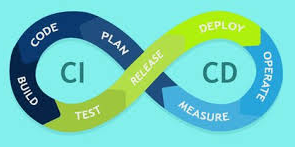 CODE
PLAN
BUILD
CI
TEST
RELEASE
DEPLOY
CD
OPERATE
MEASURE